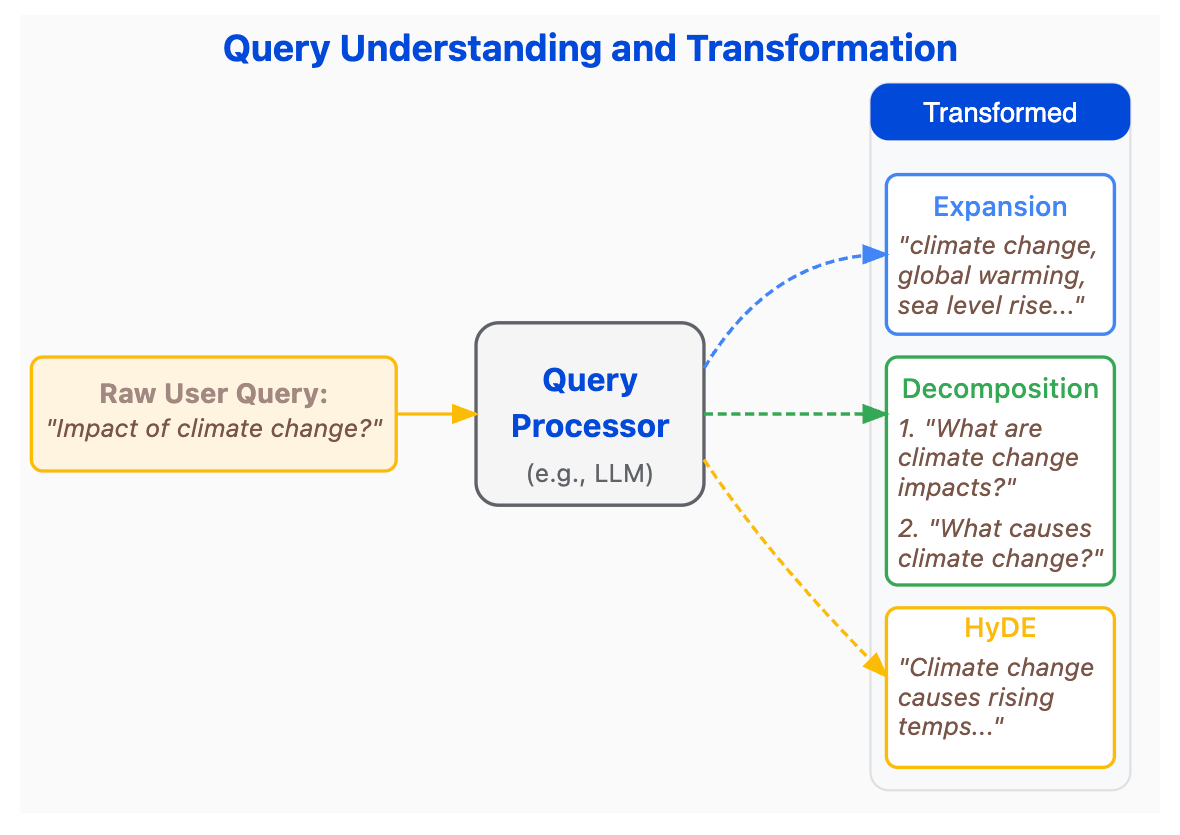 Query Understanding and Transformation
Transformed
Expansion
"climate change,
global warming,
sea level rise..."
Raw User Query:
"Impact of climate change?"
Query
Processor
(e.g., LLM)
Decomposition
1. "What are
climate change
impacts?"
2. "What causes
climate change?"
HyDE
"Climate change
causes rising
temps..."